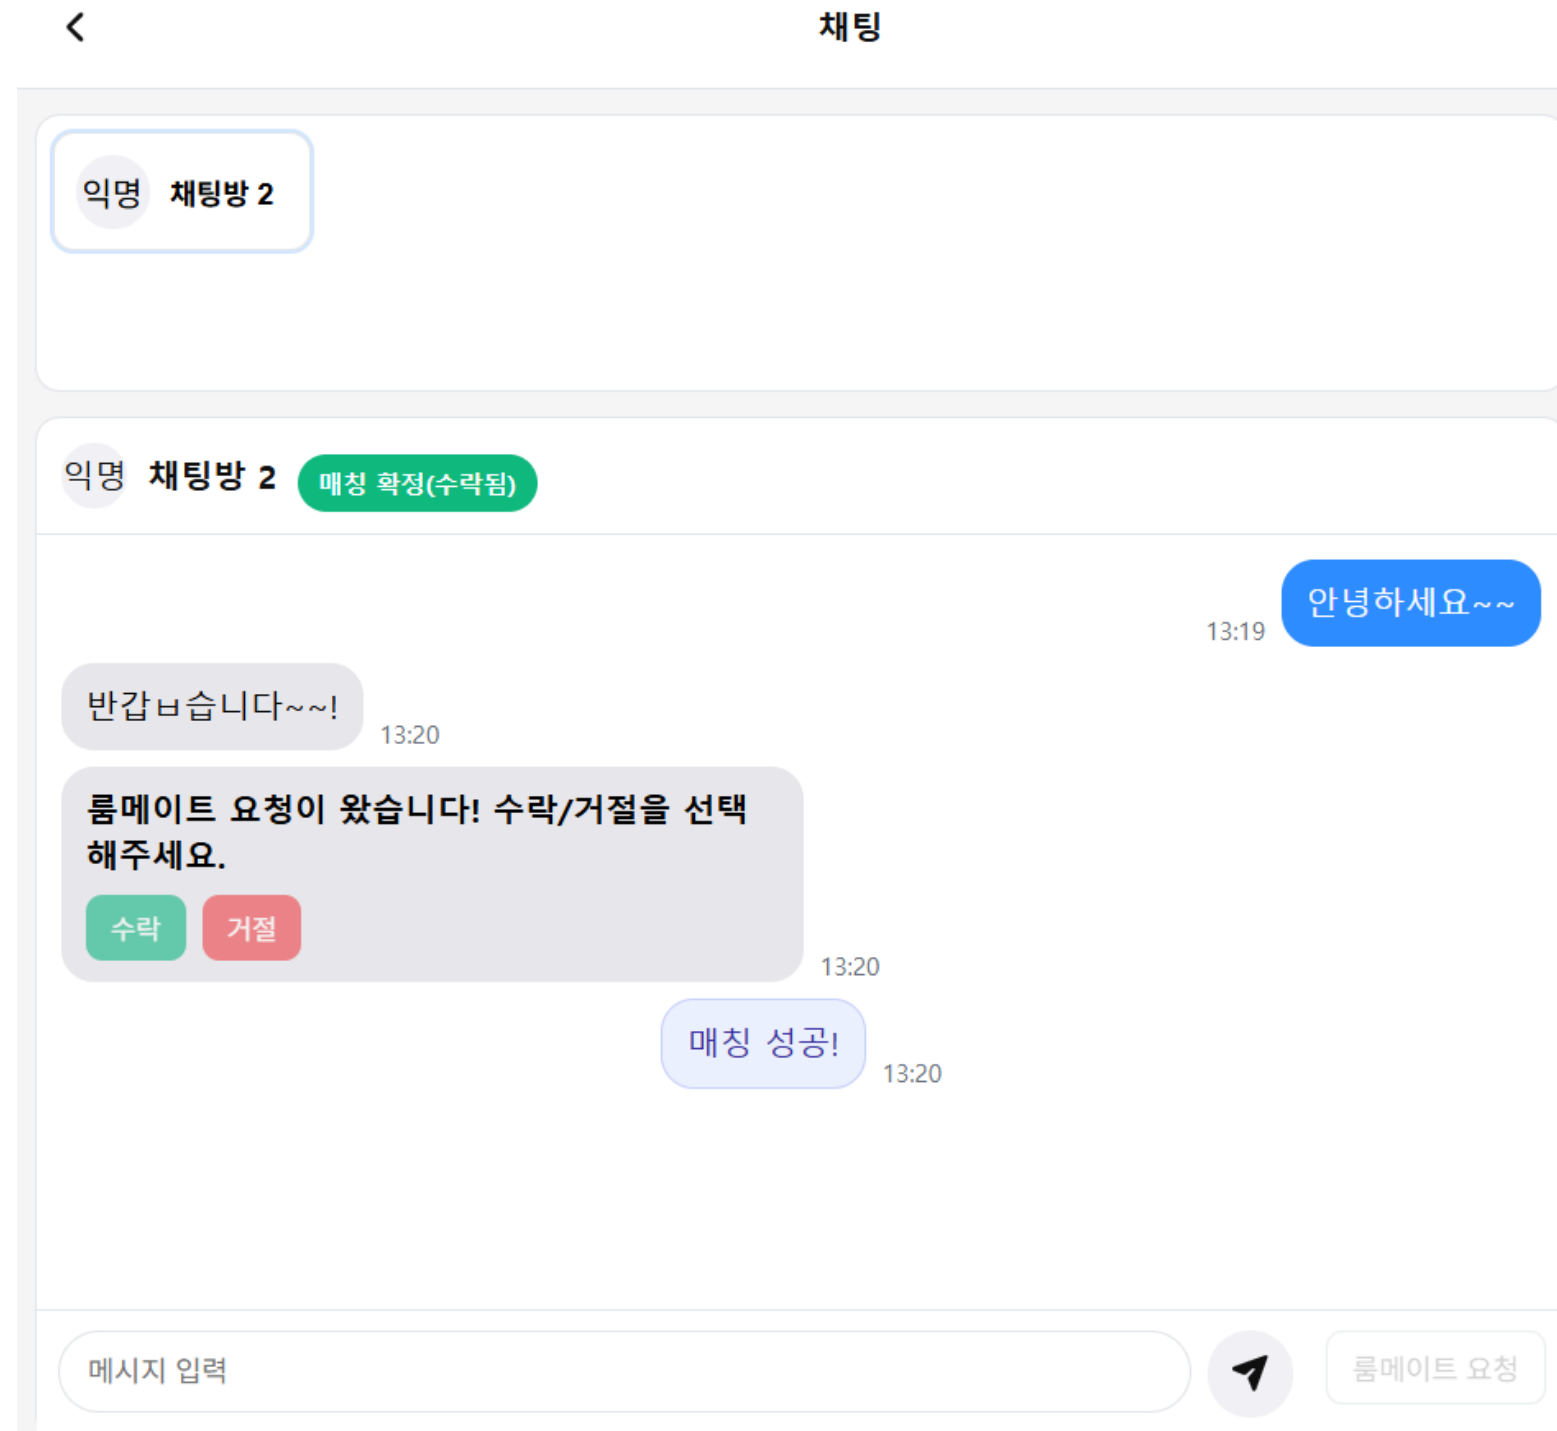 채팅
익명 채팅방 2
익명 채팅방 2 매칭 확정(수락됨)
안녕하세요~~
13:19
반갑ㅂ습니다~~!
13:20
룸메이트 요청이 왔습니다! 수락/거절을 선택
해주세요.
수락 거절
13:20
매칭 성공!
13:20
메시지 입력 룸메이트 요청